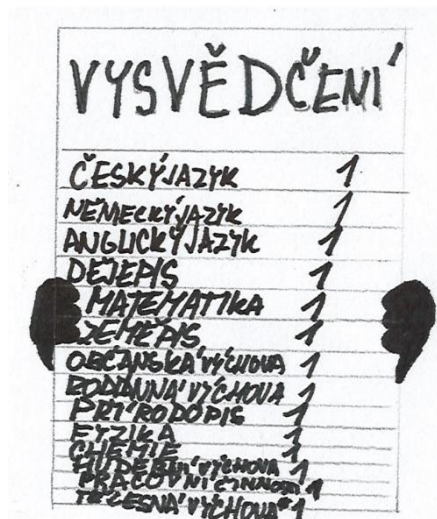 VYSVĚDČENÍ
ČESKÝ JAZYK 1
NĚMECKÝ JAZYK 1
ANGLICKÝ JAZYK 1
DĚJEPIS 1
MATEMATIKA 1
ZEMĚPIS 1
OBČANSKÁ VÝCHOVA 1
RODINNÁ VÝCHOVA 1
PŘÍRODOPIS 1
FYZIKA 1
CHEMIE 1
HUDEBNÍ VÝCHOVA 1
PRACOVNÍ ČINNOSTI 1
TĚLESNÁ VÝCHOVA* 1